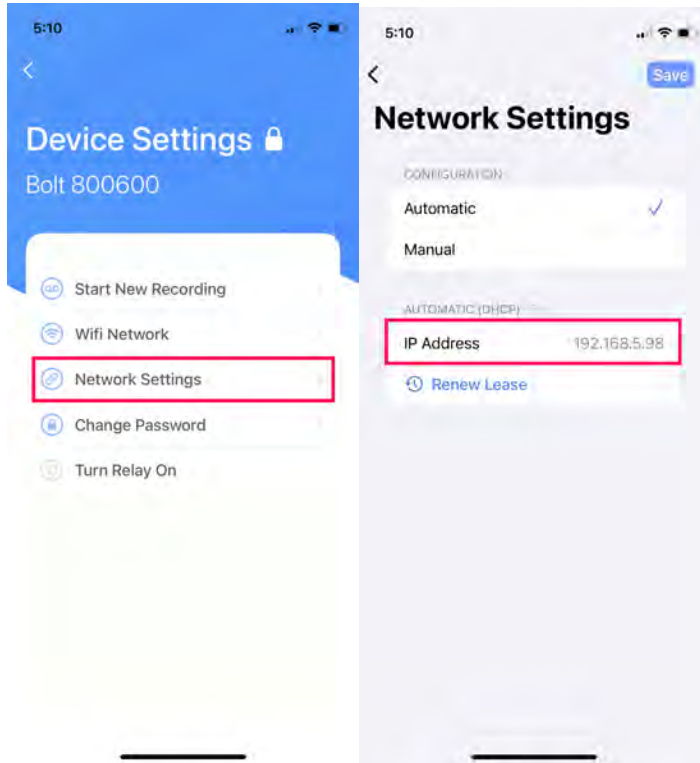 5:10
Device Settings
Bolt 800600
Start New Recording
Wifi Network
Network Settings
Change Password
Turn Relay On
5:10
Save
Network Settings
CONFIGURATION
Automatic
Manual
AUTOMATIC (DHCP)
IP Address 192.168.5.98
Renew Lease